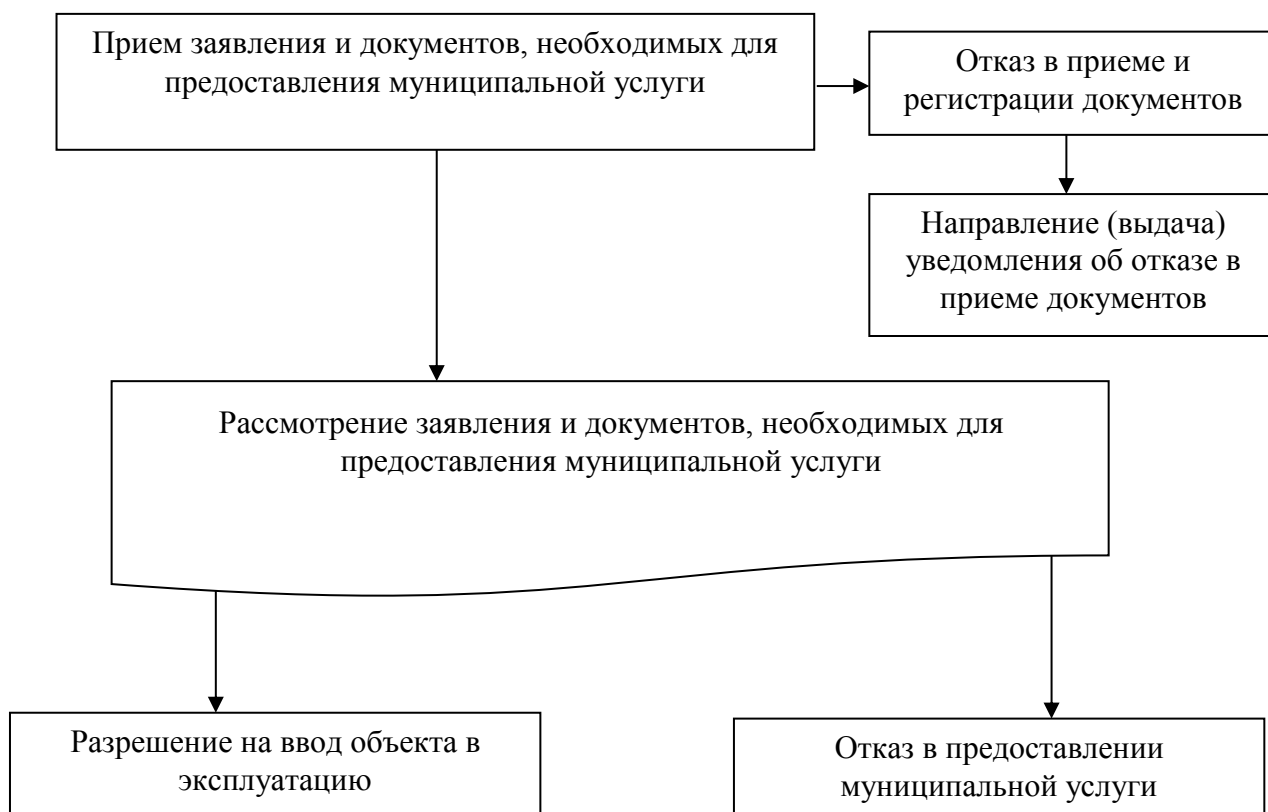 Прием заявления и документов, необходимых для
предоставления муниципальной услуги
Отказ в приеме и
регистрации документов
Направление (выдача)
уведомления об отказе в
приеме документов
Рассмотрение заявления и документов, необходимых для
предоставления муниципальной услуги
Разрешение на ввод объекта в
эксплуатацию
Отказ в предоставлении
муниципальной услуги